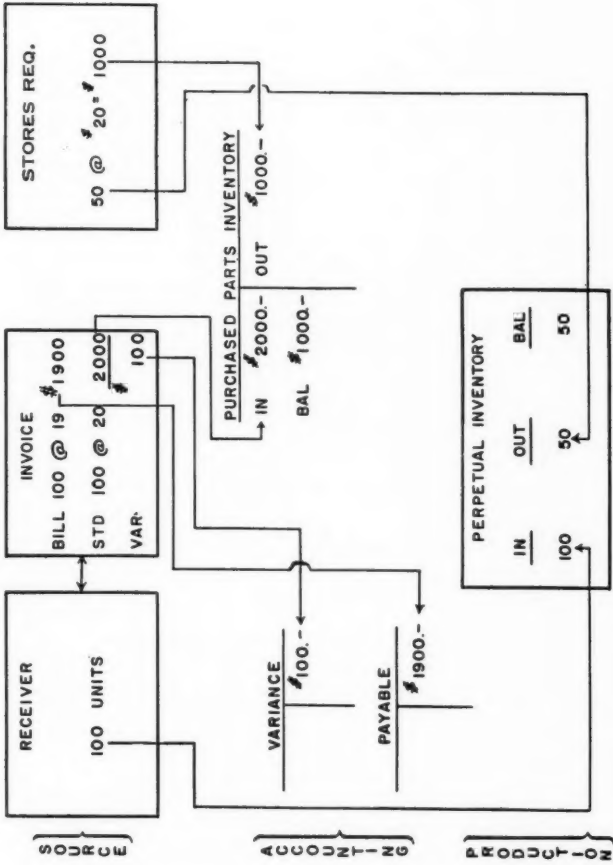 SOURCE
RECEIVER
100 UNITS
INVOICE
BILL 100 @ 19 $1900
STD 100 @ 20 2000
VAR. $ 100
STORES REQ.
50 @ $20 = $1000
ACCOUNTING
VARIANCE
$100.-
PAYABLE
$1900.-
PURCHASED PARTS INVENTORY
IN $2000.- OUT $1000.-
BAL $1000.-
PRODUCTION
PERPETUAL INVENTORY
IN OUT BAL
100 50 50